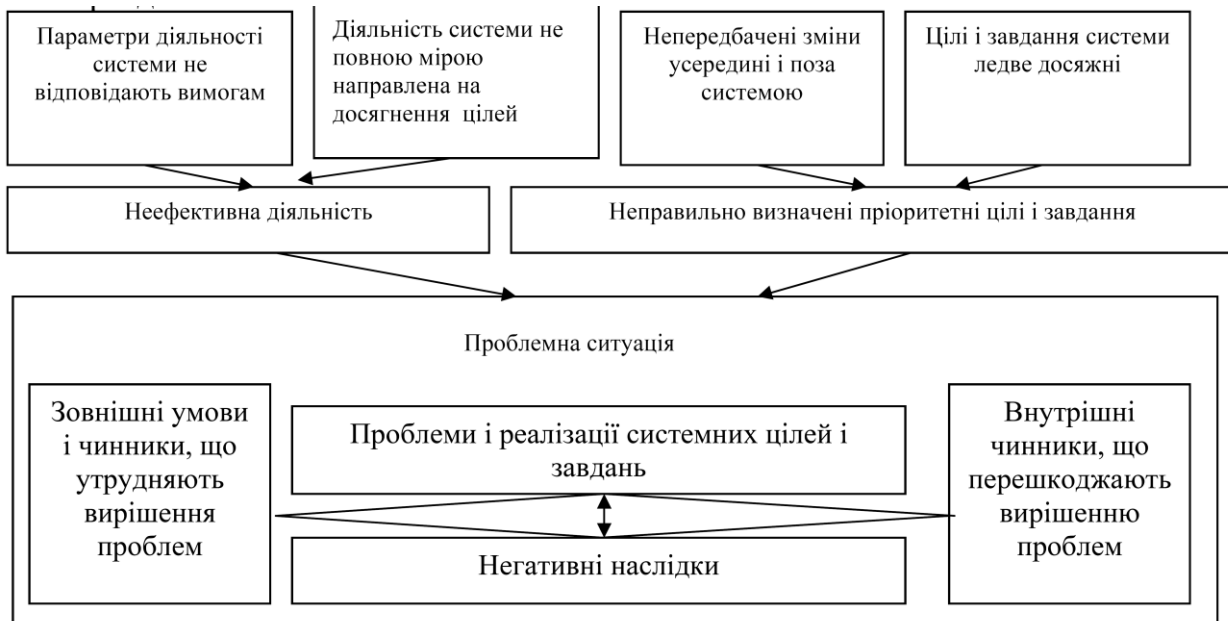 Параметри діяльності
системи не
відповідають вимогам
Діяльність системи не
повною мірою
направлена на
досягнення цілей
Непередбачені зміни
усередині і поза
системою
Цілі і завдання системи
ледве досяжні
Неефективна діяльність
Неправильно визначені пріоритетні цілі і завдання
Проблемна ситуація
Зовнішні умови
і чинники, що
утрудняють
вирішення
проблем
Проблеми і реалізації системних цілей і
завдань
Негативні наслідки
Внутрішні
чинники, що
перешкоджають
вирішенню
проблем